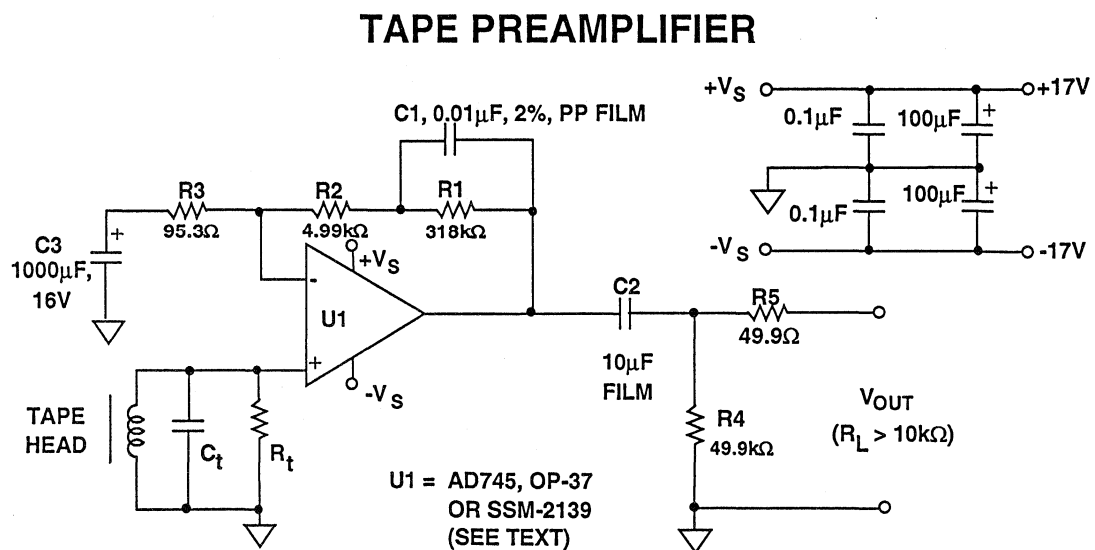 TAPE PREAMPLIFIER
C1, 0.01µF, 2%, PP FILM
R3
95.3Ω
R2
4.99kΩ
R1
318kΩ
C3
1000µF,
16V
+
+VS
-
U1
+
-VS
TAPE
HEAD
Ct
Rt
C2
10µF
FILM
R5
49.9Ω
R4
49.9kΩ
VOUT
(RL > 10kΩ)
U1 = AD745, OP-37
OR SSM-2139
(SEE TEXT)
+VS
+17V
0.1µF
100µF
+
0.1µF
100µF
+
-VS
-17V